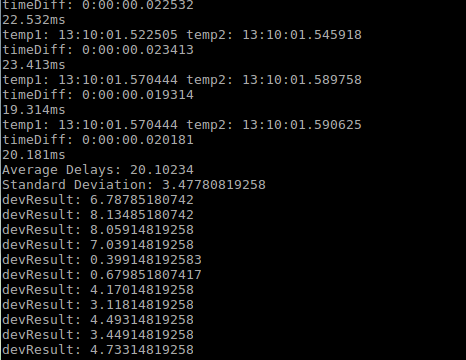 timeDiff: 0:00:00.022532
22.532ms
temp1: 13:10:01.522505 temp2: 13:10:01.545918
timeDiff: 0:00:00.023413
23.413ms
temp1: 13:10:01.570444 temp2: 13:10:01.589758
timeDiff: 0:00:00.019314
19.314ms
temp1: 13:10:01.570444 temp2: 13:10:01.590625
timeDiff: 0:00:00.020181
20.181ms
Average Delays: 20.10234
Standard Deviation: 3.47780819258
devResult: 6.78785180742
devResult: 8.13485180742
devResult: 8.05914819258
devResult: 7.03914819258
devResult: 0.399148192583
devResult: 0.679851807417
devResult: 4.17014819258
devResult: 3.11814819258
devResult: 4.49314819258
devResult: 3.44914819258
devResult: 4.73314819258